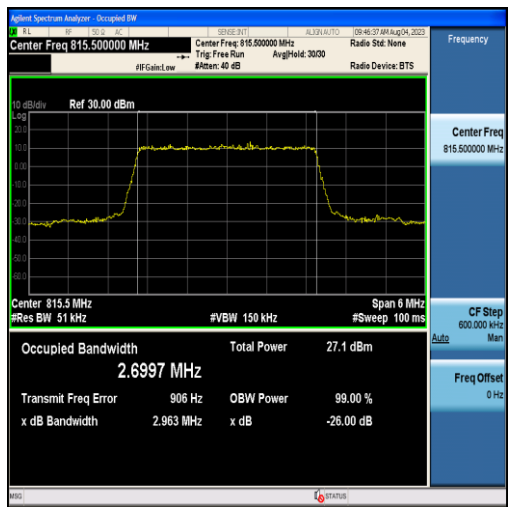 Agilent Spectrum Analyzer - Occupied BW
RL RF 50 Ω AC SENSE:INT ALIGN AUTO 09:46:37 AM Aug 04, 2023
Center Freq 815.500000 MHz
Center Freq: 815.500000 MHz
Radio Std: None
Trig: Free Run Avg|Hold: 30/30
#IFGain:Low #Atten: 40 dB Radio Device: BTS
10 dB/div Ref 30.00 dBm
Log
20.0
10.0
0.00
-10.0
-20.0
-30.0
-40.0
-50.0
-60.0
Center 815.5 MHz Span 6 MHz
#Res BW 51 kHz #VBW 150 kHz #Sweep 100 ms
Occupied Bandwidth Total Power 27.1 dBm
2.6997 MHz
Transmit Freq Error 906 Hz OBW Power 99.00 %
x dB Bandwidth 2.963 MHz x dB -26.00 dB
MSG STATUS
Frequency
Center Freq
815.500000 MHz
CF Step
600.000 kHz
Auto Man
Freq Offset
0 Hz